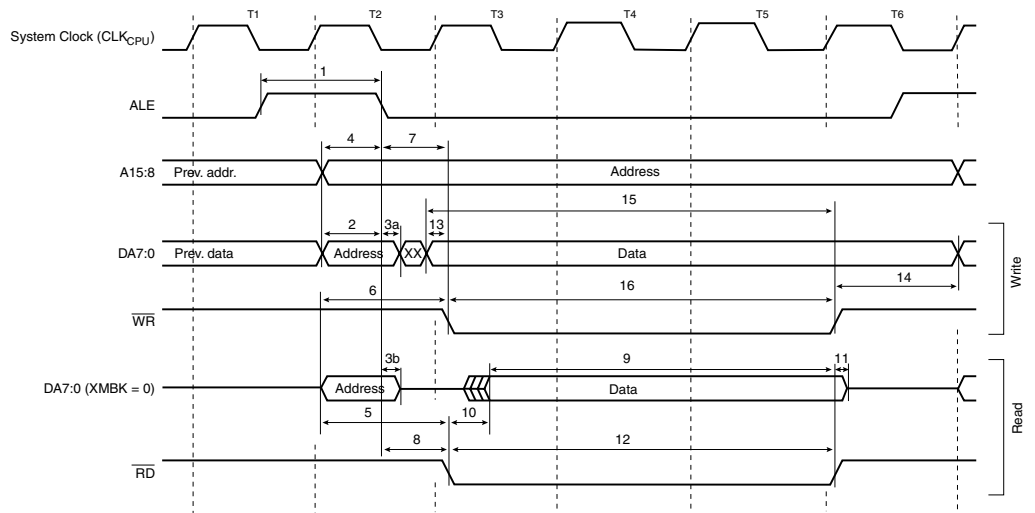 T1 T2 T3 T4 T5 T6
System Clock (CLKCPU)
1
ALE
4 7
A15:8 Prev. addr. Address
15
2 3a 13
DA7:0 Prev. data Address XX Data
6 16 14
WR
Write
3b 9 11
DA7:0 (XMBK = 0) Address Data
5 10
8 12
RD
Read